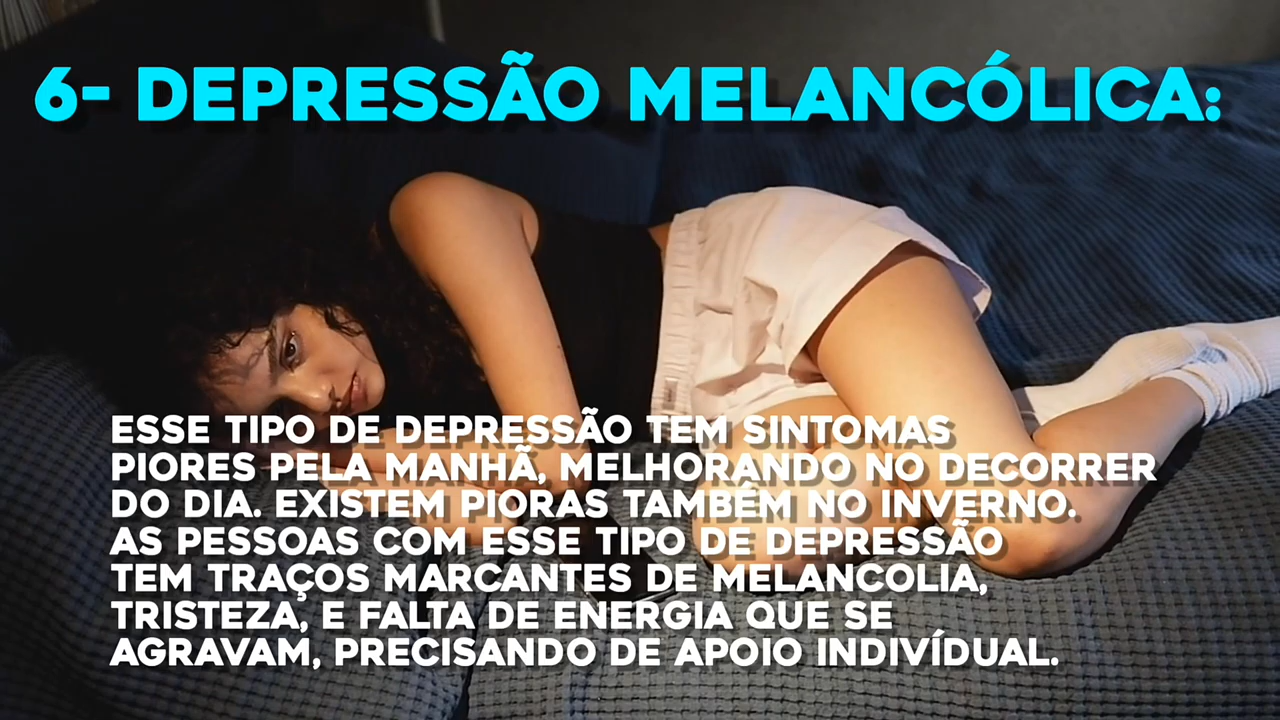 6- DEPRESSÃO MELANCÓLICA:
ESSE TIPO DE DEPRESSÃO TEM SINTOMAS
PIORES PELA MANHÃ, MELHORANDO NO DECORRER
DO DIA. EXISTEM PIORAS TAMBÉM NO INVERNO.
AS PESSOAS COM ESSE TIPO DE DEPRESSÃO
TEM TRAÇOS MARCANTES DE MELANCOLIA,
TRISTEZA, E FALTA DE ENERGIA QUE SE
AGRAVAM, PRECISANDO DE APOIO INDIVÍDUAL.